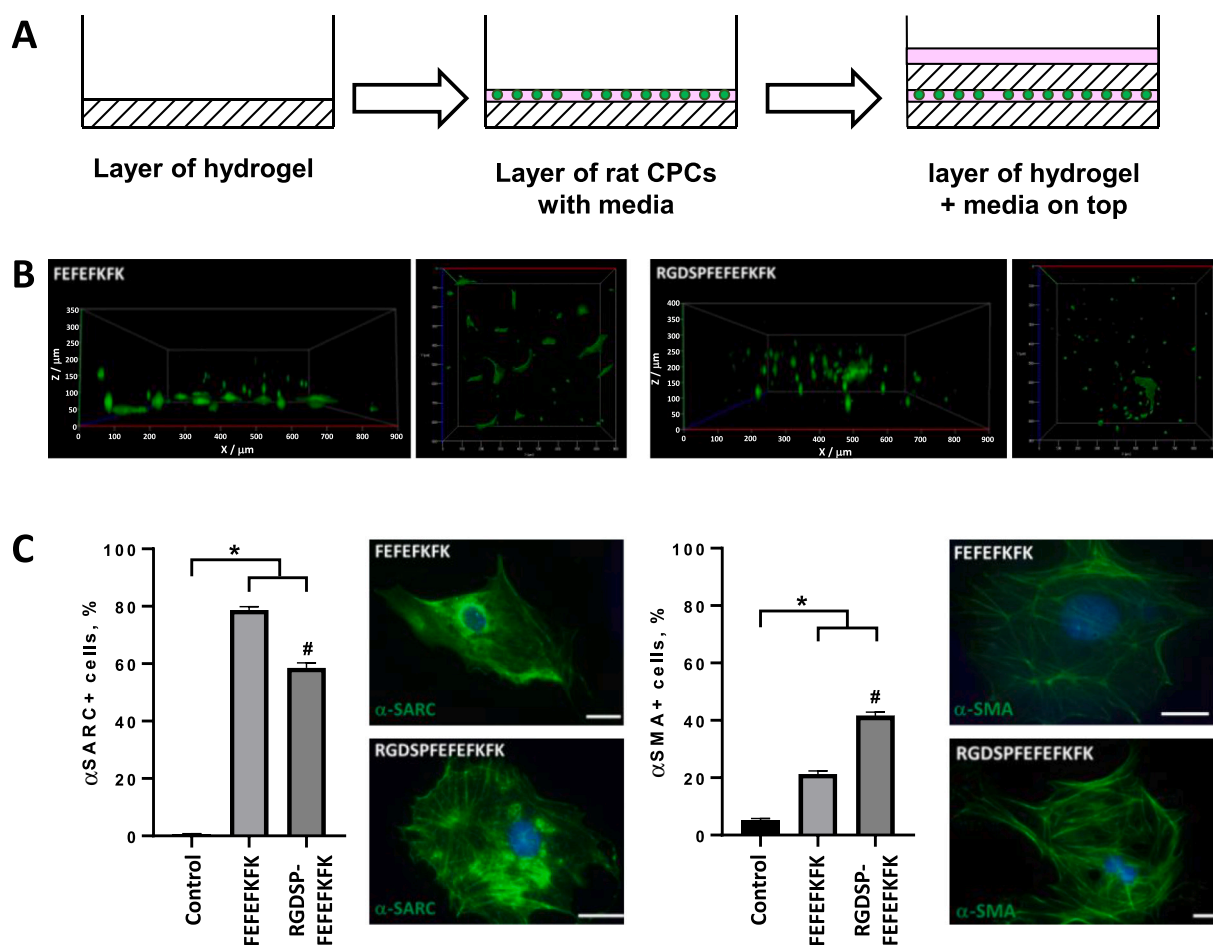 A
Layer of hydrogel
Layer of rat CPCs
with media
layer of hydrogel
+ media on top
B
FEFEFKFK
350
300
250
200
150
100
50
0
Z / µm
0 100 200 300 400 500 600 700 800 900
X / µm
RGDSPFEFEFKFK
400
350
300
250
200
150
100
50
0
Z / µm
0 100 200 300 400 500 600 700 800 900
X / µm
C
αSARC+ cells, %
100
80
60
40
20
0
*
#
Control
FEFEFKFK
RGDSP-
FEFEFKFK
FEFEFKFK
α-SARC
RGDSPFEFEFKFK
α-SARC
αSMA+ cells, %
100
80
60
40
20
0
*
#
Control
FEFEFKFK
RGDSP-
FEFEFKFK
FEFEFKFK
α-SMA
RGDSPFEFEFKFK
α-SMA